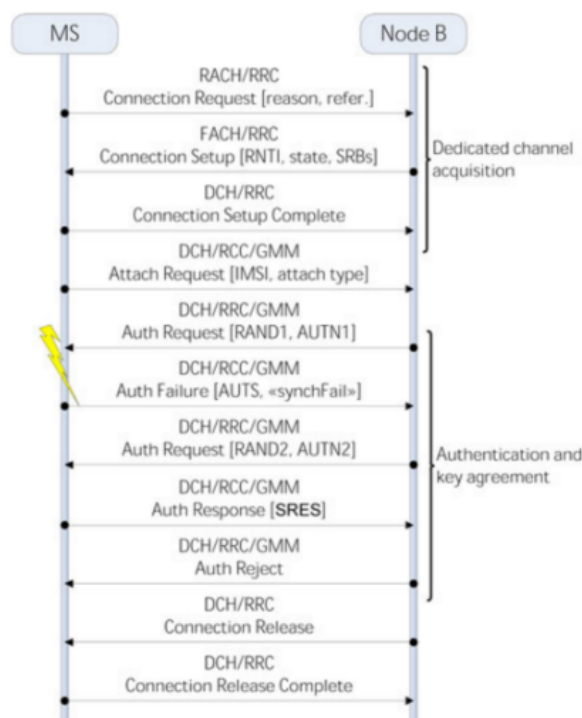 MS
Node B
RACH/RRC
Connection Request [reason, refer.]
FACH/RRC
Connection Setup [RNTI, state, SRBs]
DCH/RRC
Connection Setup Complete
Dedicated channel
acquisition
DCH/RCC/GMM
Attach Request [IMSI, attach type]
DCH/RRC/GMM
Auth Request [RAND1, AUTN1]
DCH/RCC/GMM
Auth Failure [AUTS, «synchFail»]
DCH/RRC/GMM
Auth Request [RAND2, AUTN2]
DCH/RCC/GMM
Auth Response [SRES]
DCH/RRC/GMM
Auth Reject
Authentication and
key agreement
DCH/RRC
Connection Release
DCH/RRC
Connection Release Complete